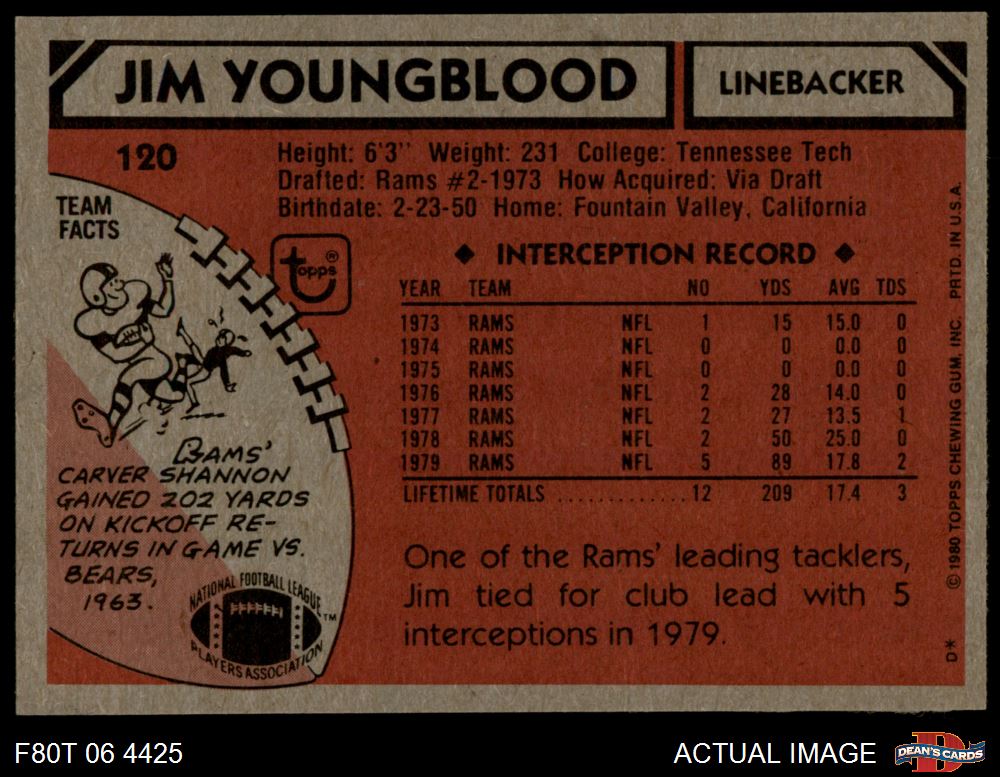 JIM YOUNGBLOOD
LINEBACKER
120
Height: 6'3" Weight: 231 College: Tennessee Tech
Drafted: Rams #2-1973 How Acquired: Via Draft
Birthdate: 2-23-50 Home: Fountain Valley, California
TEAM
FACTS
topps®
RAMS'
CARVER SHANNON
GAINED 202 YARDS
ON KICKOFF RE-
TURNS IN GAME VS.
BEARS,
1963.
NATIONAL FOOTBALL LEAGUE
PLAYERS ASSOCIATION
TM
◆ INTERCEPTION RECORD ◆
YEAR TEAM NO YDS AVG TDS
1973 RAMS NFL 1 15 15.0 0
1974 RAMS NFL 0 0 0.0 0
1975 RAMS NFL 0 0 0.0 0
1976 RAMS NFL 2 28 14.0 0
1977 RAMS NFL 2 27 13.5 1
1978 RAMS NFL 2 50 25.0 0
1979 RAMS NFL 5 89 17.8 2
LIFETIME TOTALS ............. 12 209 17.4 3
One of the Rams' leading tacklers,
Jim tied for club lead with 5
interceptions in 1979.
D* © 1980 TOPPS CHEWING GUM, INC. PRTD. IN U.S.A.
F80T 06 4425
ACTUAL IMAGE
D
DEAN'S CARDS